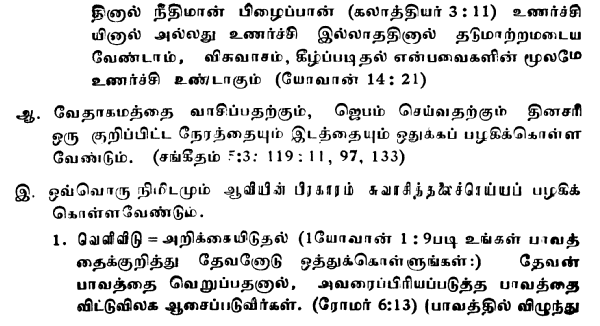 தினால் நீதிமான் பிழைப்பான் (கலாத்தியர் 3 : 11) உணர்ச்சி
யினால் அல்லது உணர்ச்சி இல்லாததினால் தடுமாற்றமடைய
வேண்டாம், விசுவாசம், கீழ்ப்படிதல் என்பவைகளின் மூலமே
உணர்ச்சி உண்டாகும் (யோவான் 14 : 21)
ஆ. வேதாகமத்தை வாசிப்பதற்கும், ஜெபம் செய்வதற்கும் தினசரி
ஒரு குறிப்பிட்ட நேரத்தையும் இடத்தையும் ஒதுக்கப் பழகிக்கொள்ள
வேண்டும். (சங்கீதம் 5:3: 119 : 11, 97, 133)
இ. ஒவ்வொரு நிமிடமும் ஆவியின் பிரகாரம் சுவாசித்தலைச்செய்யப் பழகிக்
கொள்ளவேண்டும்.
1. வெளிவிடு = அறிக்கையிடுதல் (1யோவான் 1 : 9படி உங்கள் பாவத்
தைக்குறித்து தேவனோடு ஒத்துக்கொள்ளுங்கள்:) தேவன்
பாவத்தை வெறுப்பதனால், அவரைப்பிரியப்படுத்த பாவத்தை
விட்டுவிலக ஆசைப்படுவீர்கள். (ரோமர் 6:13) (பாவத்தில் விழுந்து